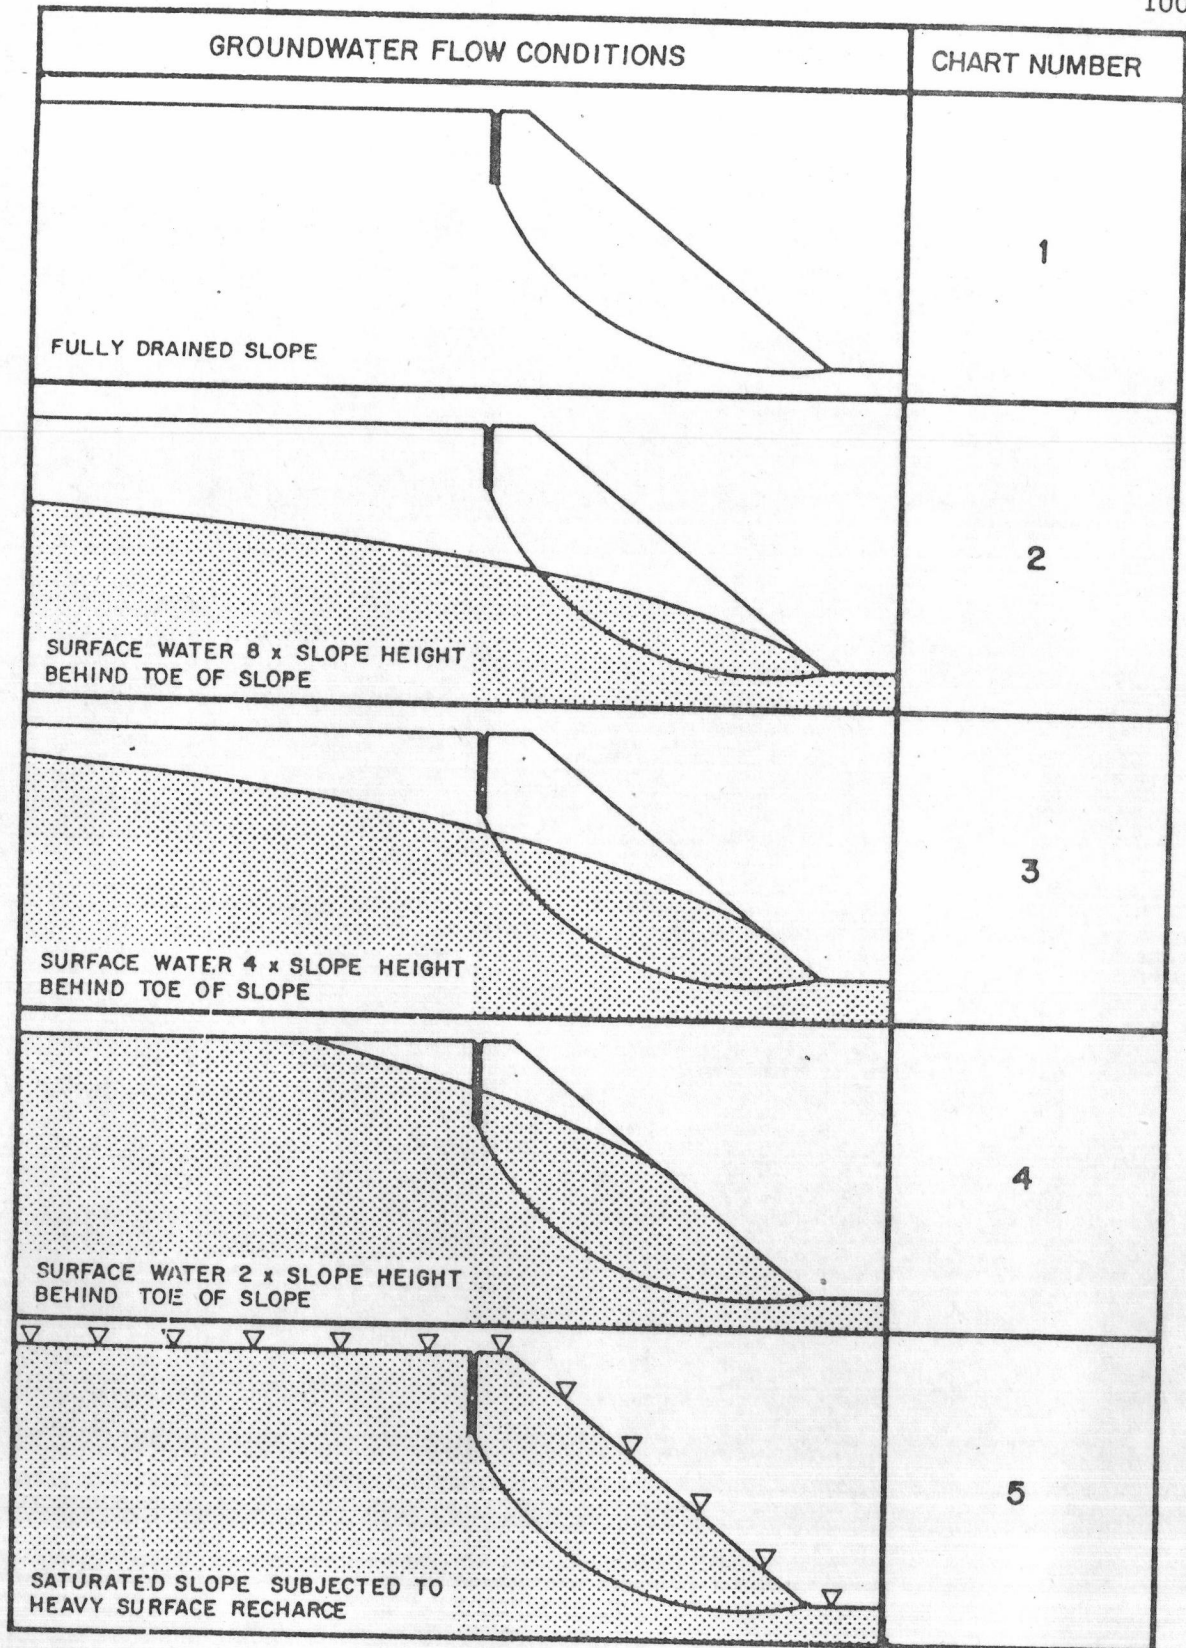 100
GROUNDWATER FLOW CONDITIONS
CHART NUMBER
FULLY DRAINED SLOPE
1
SURFACE WATER 8 x SLOPE HEIGHT
BEHIND TOE OF SLOPE
2
SURFACE WATER 4 x SLOPE HEIGHT
BEHIND TOE OF SLOPE
3
SURFACE WATER 2 x SLOPE HEIGHT
BEHIND TOE OF SLOPE
4
SATURATED SLOPE SUBJECTED TO
HEAVY SURFACE RECHARCE
5